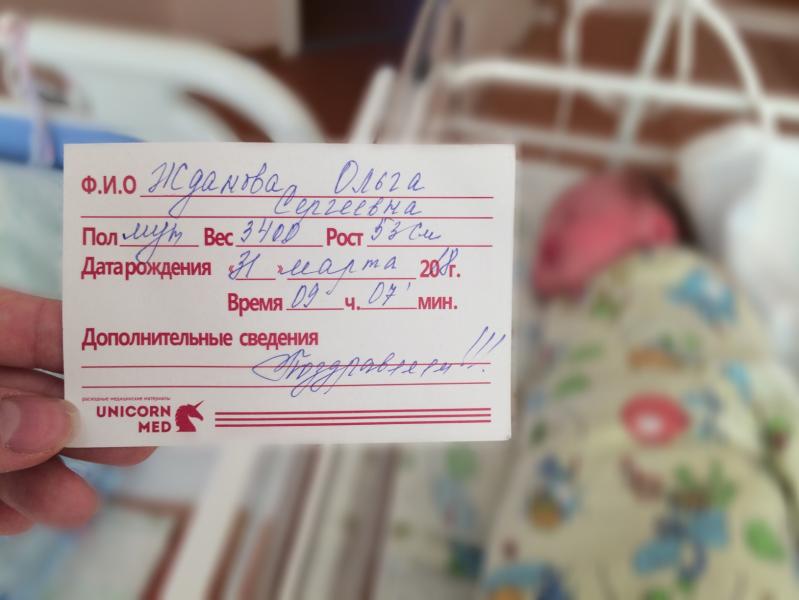 Ф.И.О Жданова Ольга
Сергеевна
Пол муж Вес 3400 Рост 53 см
Дата рождения «31» марта 2018г.
Время 09 ч. 07' мин.
Дополнительные сведения
Поздравляем!!!
расходные медицинские материалы
UNICORN
MED